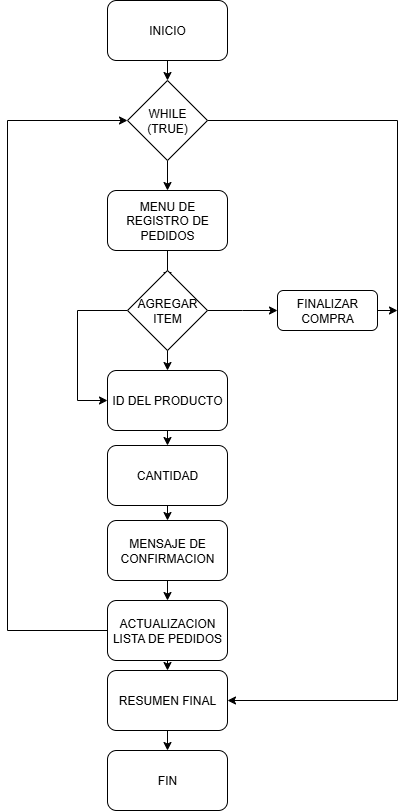 INICIO
WHILE
(TRUE)
MENU DE
REGISTRO DE
PEDIDOS
AGREGAR
ITEM
FINALIZAR
COMPRA
ID DEL PRODUCTO
CANTIDAD
MENSAJE DE
CONFIRMACION
ACTUALIZACION
LISTA DE PEDIDOS
RESUMEN FINAL
FIN